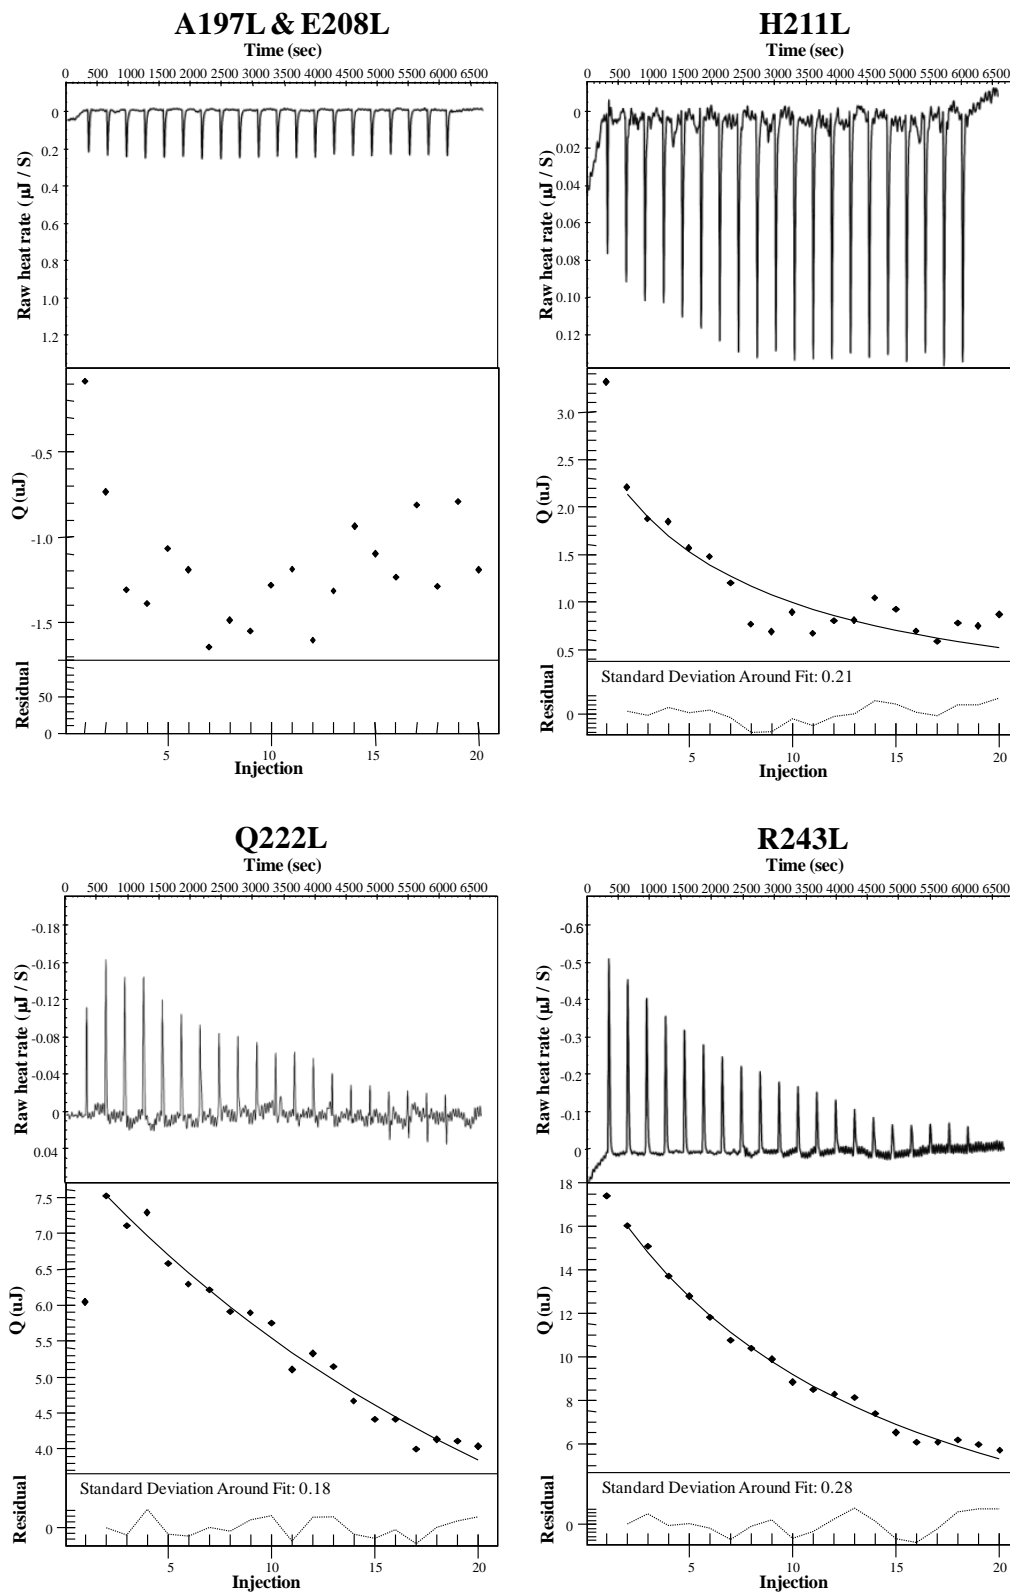 A197L & E208L
Time (sec)
0 500 1000 1500 2000 2500 3000 3500 4000 4500 5000 5500 6000 6500
Raw heat rate (µJ / S)
0
0.2
0.4
0.6
0.8
1.0
1.2
Q (uJ)
-0.5
-1.0
-1.5
Residual
50
0
5 10 15 20
Injection
H211L
Time (sec)
0 500 1000 1500 2000 2500 3000 3500 4000 4500 5000 5500 6000 6500
Raw heat rate (µJ / S)
0
0.02
0.04
0.06
0.08
0.10
0.12
Q (uJ)
3.0
2.5
2.0
1.5
1.0
0.5
Residual
Standard Deviation Around Fit: 0.21
0
5 10 15 20
Injection
Q222L
Time (sec)
0 500 1000 1500 2000 2500 3000 3500 4000 4500 5000 5500 6000 6500
Raw heat rate (µJ / S)
-0.18
-0.16
-0.12
-0.08
-0.04
0
0.04
Q (uJ)
7.5
7.0
6.5
6.0
5.5
5.0
4.5
4.0
Residual
Standard Deviation Around Fit: 0.18
0
5 10 15 20
Injection
R243L
Time (sec)
0 500 1000 1500 2000 2500 3000 3500 4000 4500 5000 5500 6000 6500
Raw heat rate (µJ / S)
-0.6
-0.5
-0.4
-0.3
-0.2
-0.1
0
Q (uJ)
18
16
14
12
10
8
6
Residual
Standard Deviation Around Fit: 0.28
0
5 10 15 20
Injection